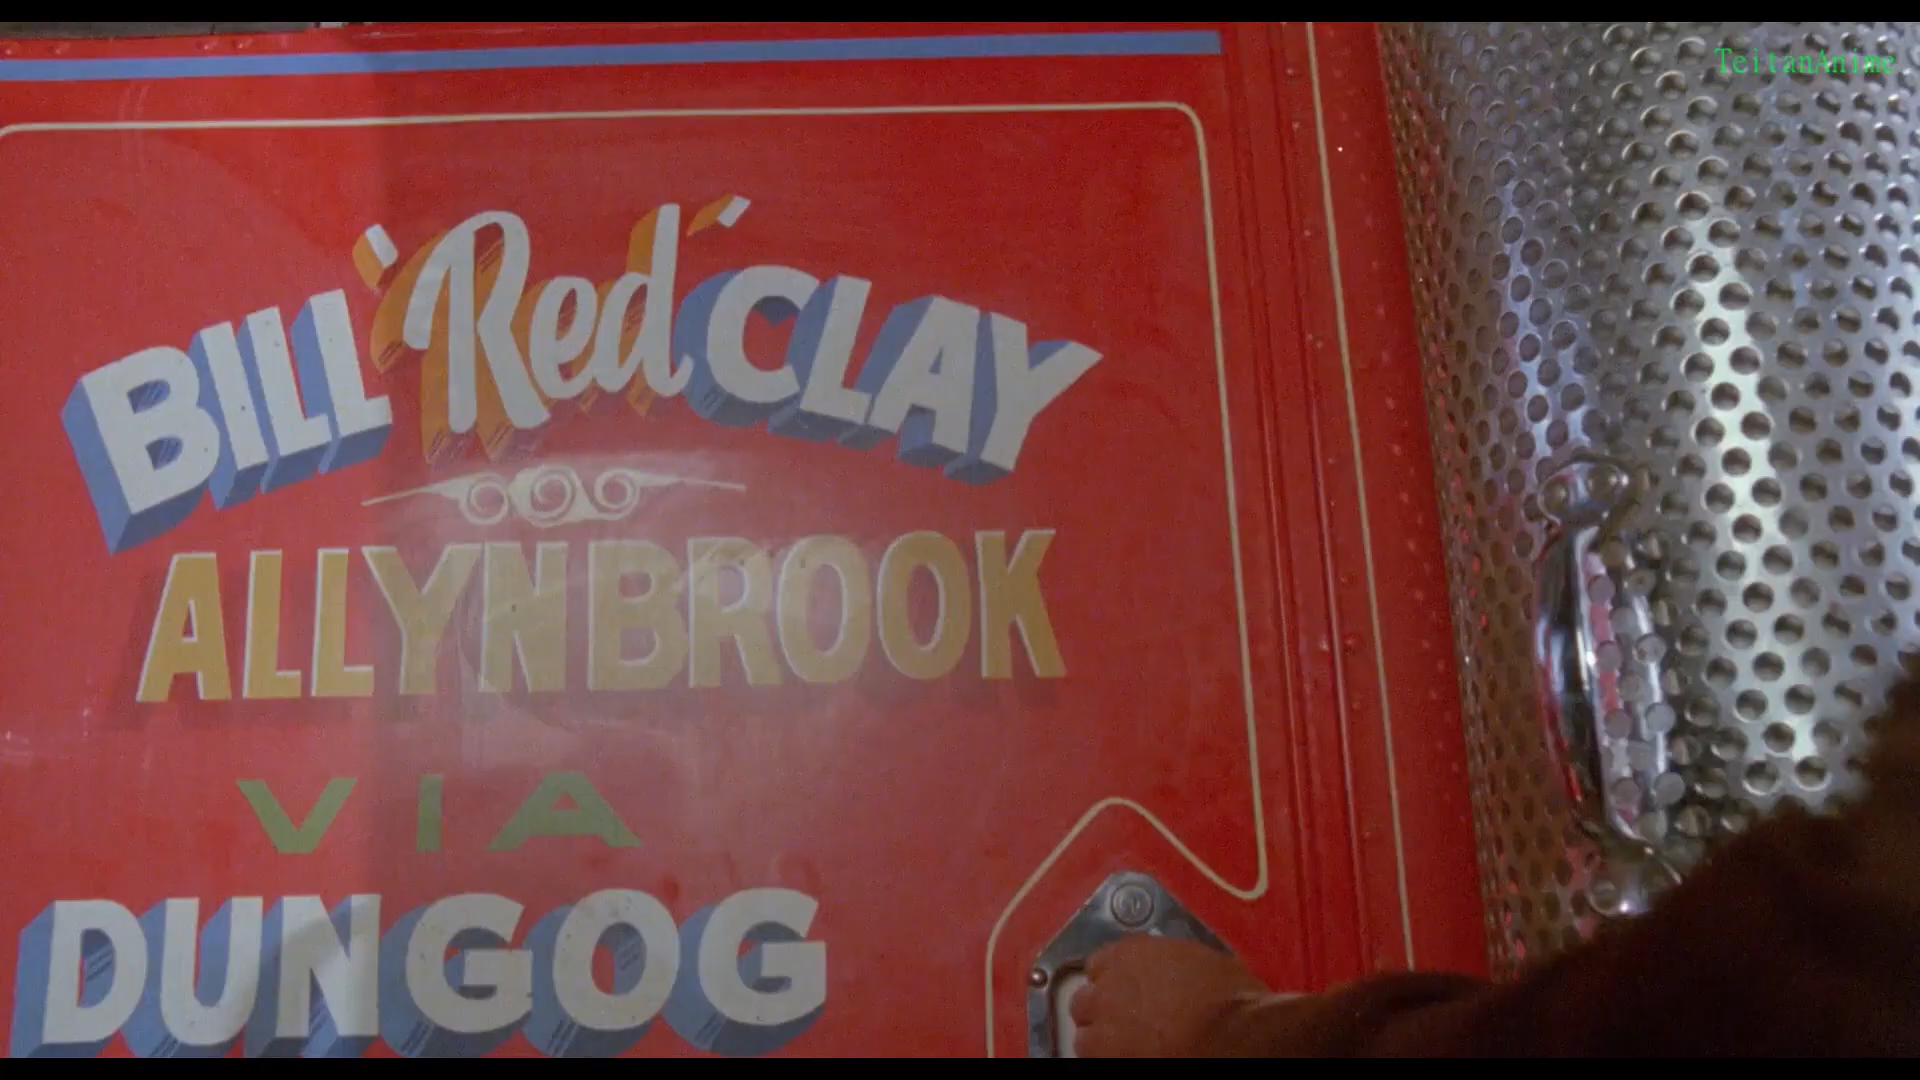 TeitanAnime
BILL "Red" CLAY
ALLYNBROOK
VIA
DUNGOG